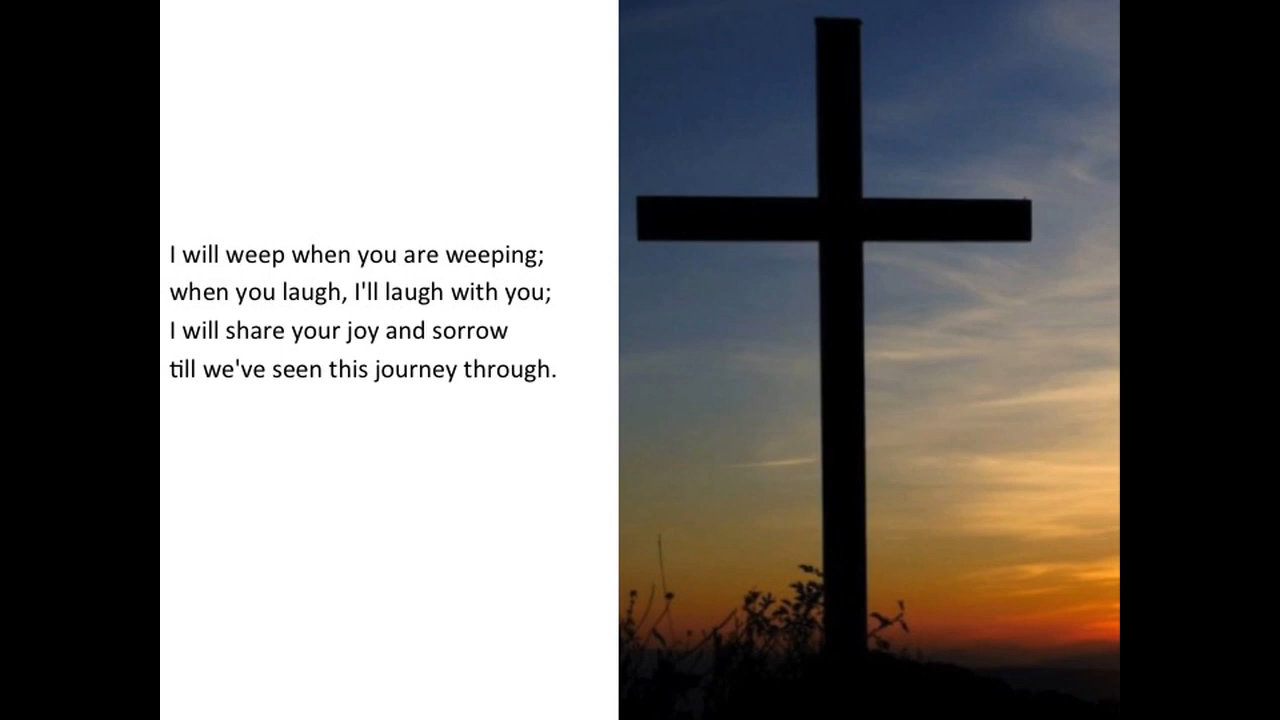 I will weep when you are weeping;
when you laugh, I'll laugh with you;
I will share your joy and sorrow
till we've seen this journey through.